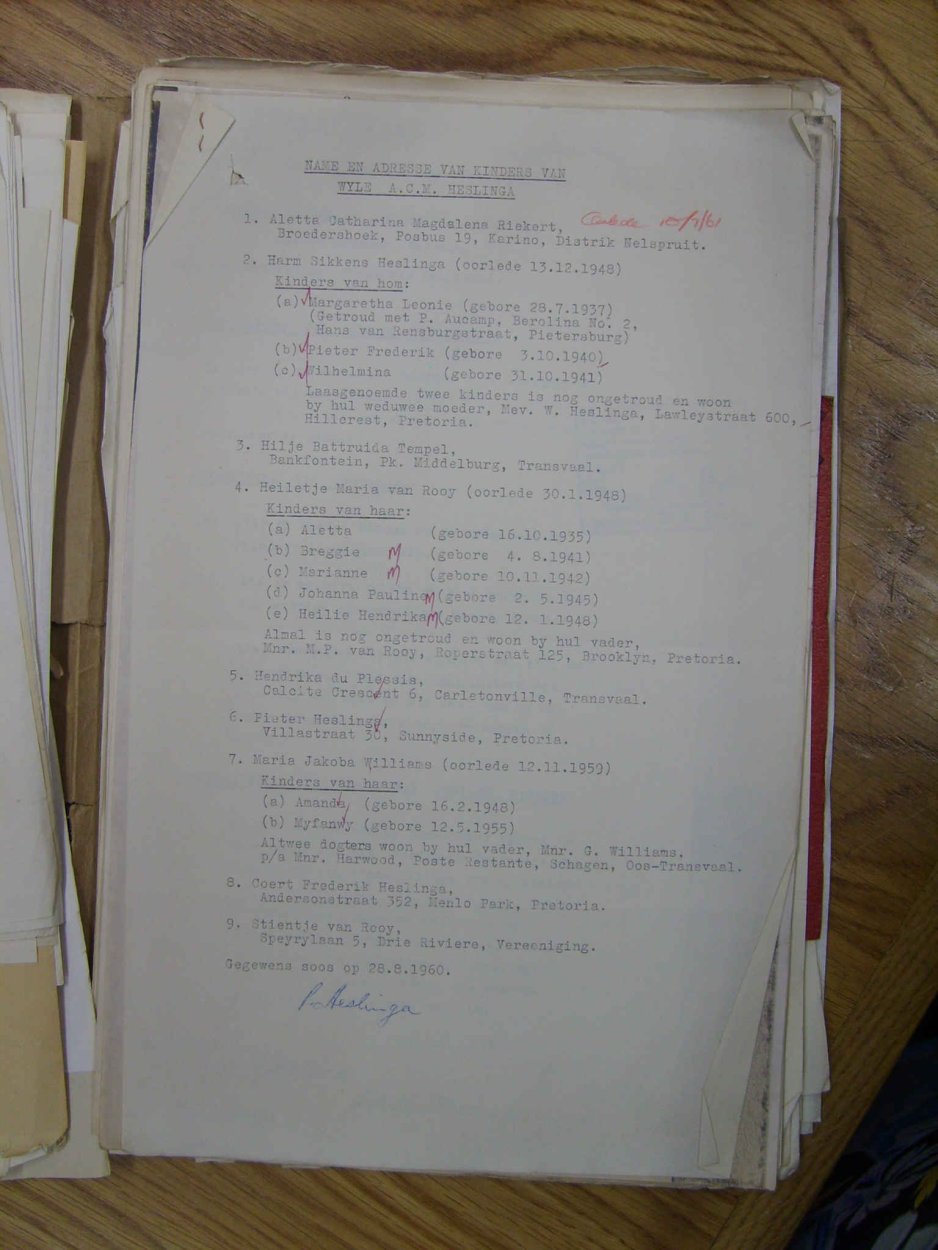 NAME EN ADRESSE VAN KINDERS VAN
WYLE A.C.M. HESLINGA
1. Aletta Catharina Magdalena Riekert,
Broedershoek, Posbus 19, Karino, Distrik Nelspruit.
2. Harm Sikkens Heslinga (oorlede 13.12.1948)
Kinders van hom:
(a) Margaretha Leonie (gebore 28.7.1937)
(Getroud met P. Aucamp, Berolina No. 2,
Hans van Rensburgstraat, Pietersburg)
(b) Pieter Frederik (gebore 3.10.1940)
(c) Wilhelmina (gebore 31.10.1941)
Laasgenoemde twee kinders is nog ongetroud en woon
by hul weduwee moeder, Mev. W. Heslinga, Lawleystraat 600,
Hillcrest, Pretoria.
3. Hilje Battruida Tempel,
Bankfontein, Pk. Middelburg, Transvaal.
4. Heiletje Maria van Rooy (oorlede 30.1.1948)
Kinders van haar:
(a) Aletta (gebore 16.10.1935)
(b) Breggie M (gebore 4. 8.1941)
(c) Marianne M (gebore 10.11.1942)
(d) Johanna Pauline M (gebore 2. 5.1945)
(e) Heilie Hendrika M (gebore 12. 1.1948)
Almal is nog ongetroud en woon by hul vader,
Mnr. M.P. van Rooy, Roperstraat 125, Brooklyn, Pretoria.
5. Hendrika du Plessis,
Calcite Crescent 6, Carletonville, Transvaal.
6. Pieter Heslinga,
Villastraat 30, Sunnyside, Pretoria.
7. Maria Jakoba Williams (oorlede 12.11.1959)
Kinders van haar:
(a) Amanda (gebore 16.2.1948)
(b) Myfanwy (gebore 12.5.1955)
Altwee dogters woon by hul vader, Mnr. G. Williams,
p/a Mnr. Harwood, Poste Restante, Schagen, Oos-Transvaal.
8. Coert Frederik Heslinga,
Andersonstraat 352, Menlo Park, Pretoria.
9. Stientje van Rooy,
Speyrylaan 5, Drie Riviere, Vereeniging.
Gegewens soos op 28.8.1960.
P. Heslinga